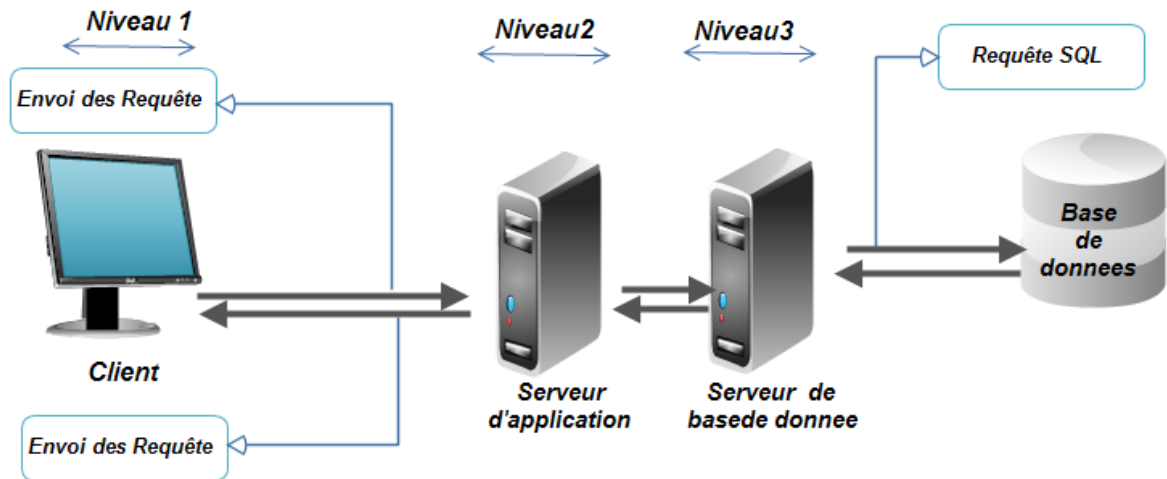 Niveau 1
Niveau2
Niveau3
Envoi des Requête
Requête SQL
Base
de
donnees
Client
Serveur
d'application
Serveur de
basede donnee
Envoi des Requête